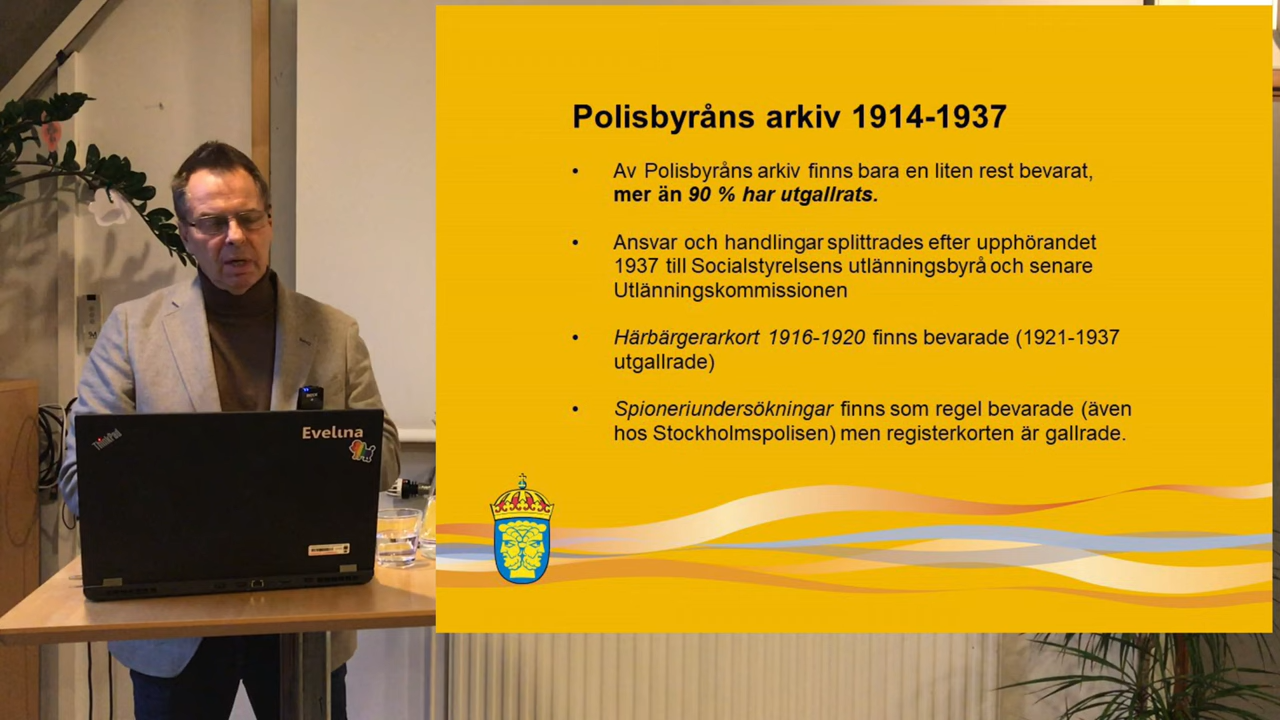 Polisbyråns arkiv 1914-1937
• Av Polisbyråns arkiv finns bara en liten rest bevarat,
mer än 90 % har utgallrats.
• Ansvar och handlingar splittrades efter upphörandet
1937 till Socialstyrelsens utlänningsbyrå och senare
Utlänningskommissionen
• Härbärgerarkort 1916-1920 finns bevarade (1921-1937
utgallrade)
• Spioneriundersökningar finns som regel bevarade (även
hos Stockholmspolisen) men registerkorten är gallrade.
ThinkPad
Evelina